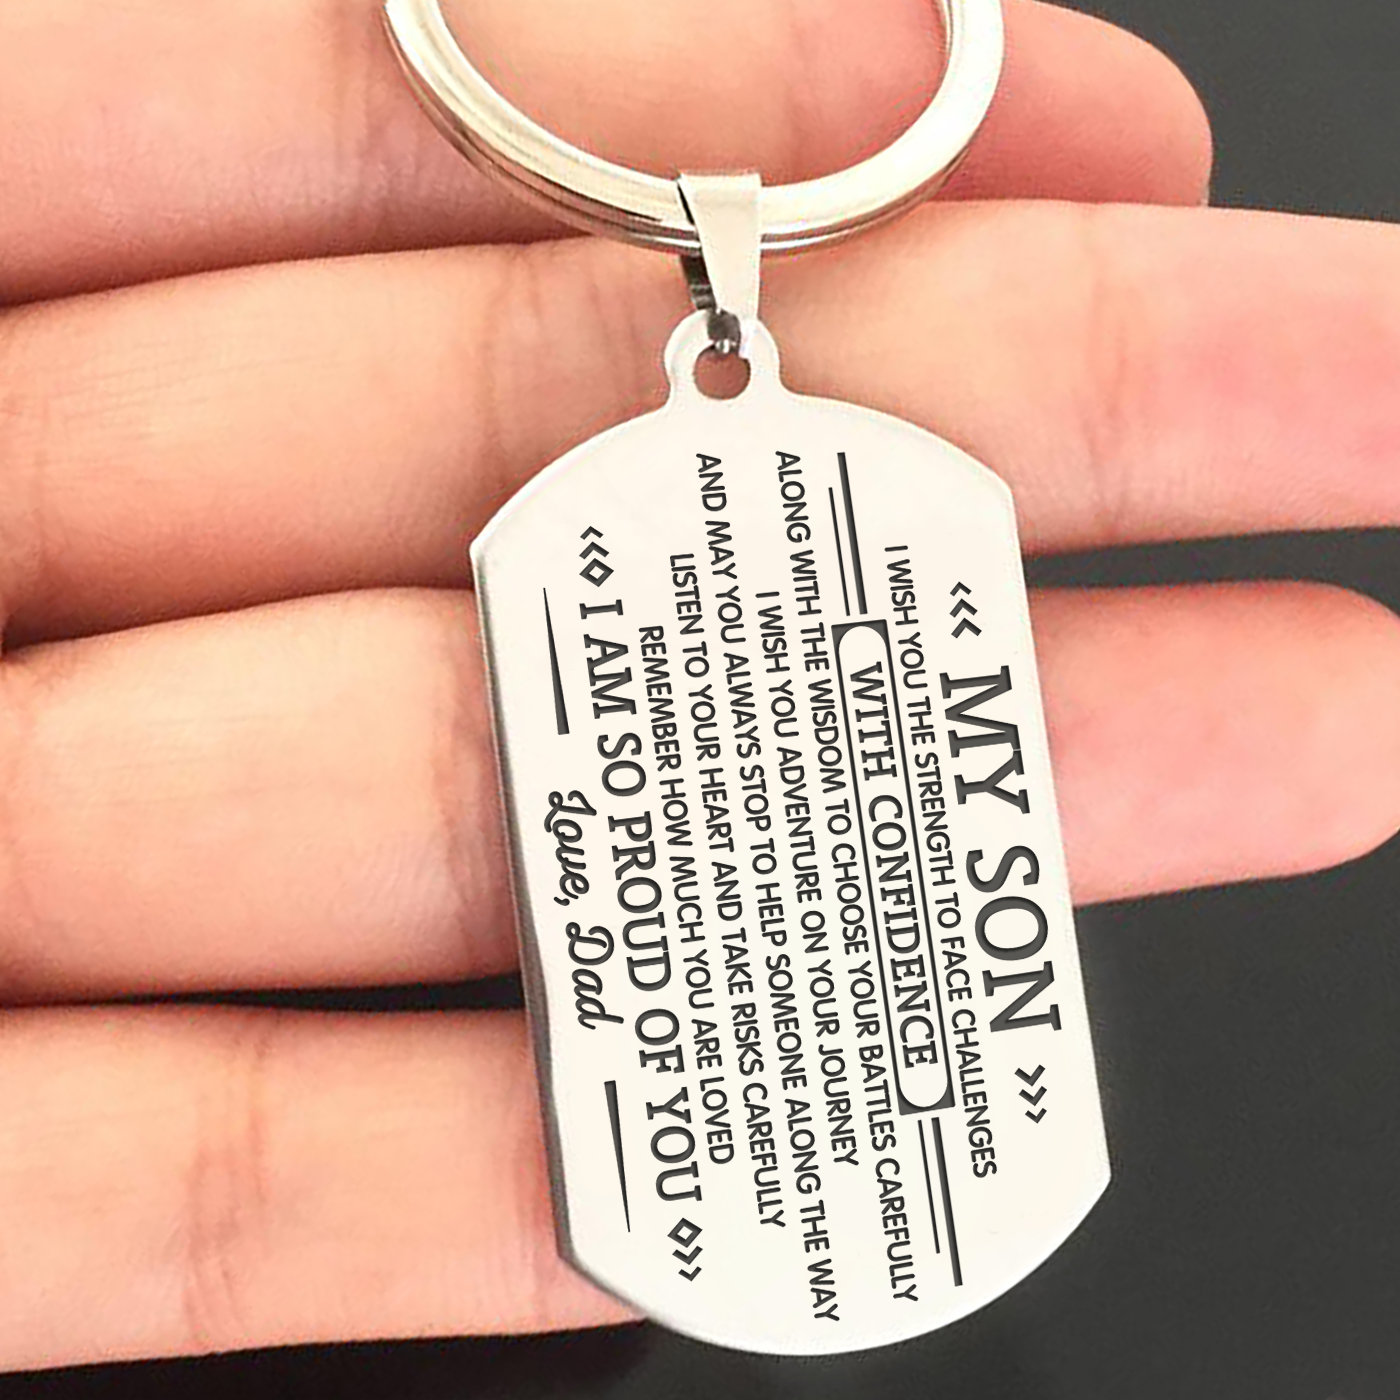 MY SON
I WISH YOU THE STRENGTH TO FACE CHALLENGES
WITH CONFIDENCE
ALONG WITH THE WISDOM TO CHOOSE YOUR BATTLES CAREFULLY
I WISH YOU ADVENTURE ON YOUR JOURNEY
AND MAY YOU ALWAYS STOP TO HELP SOMEONE ALONG THE WAY
LISTEN TO YOUR HEART AND TAKE RISKS CAREFULLY
REMEMBER HOW MUCH YOU ARE LOVED
I AM SO PROUD OF YOU
Love, Dad